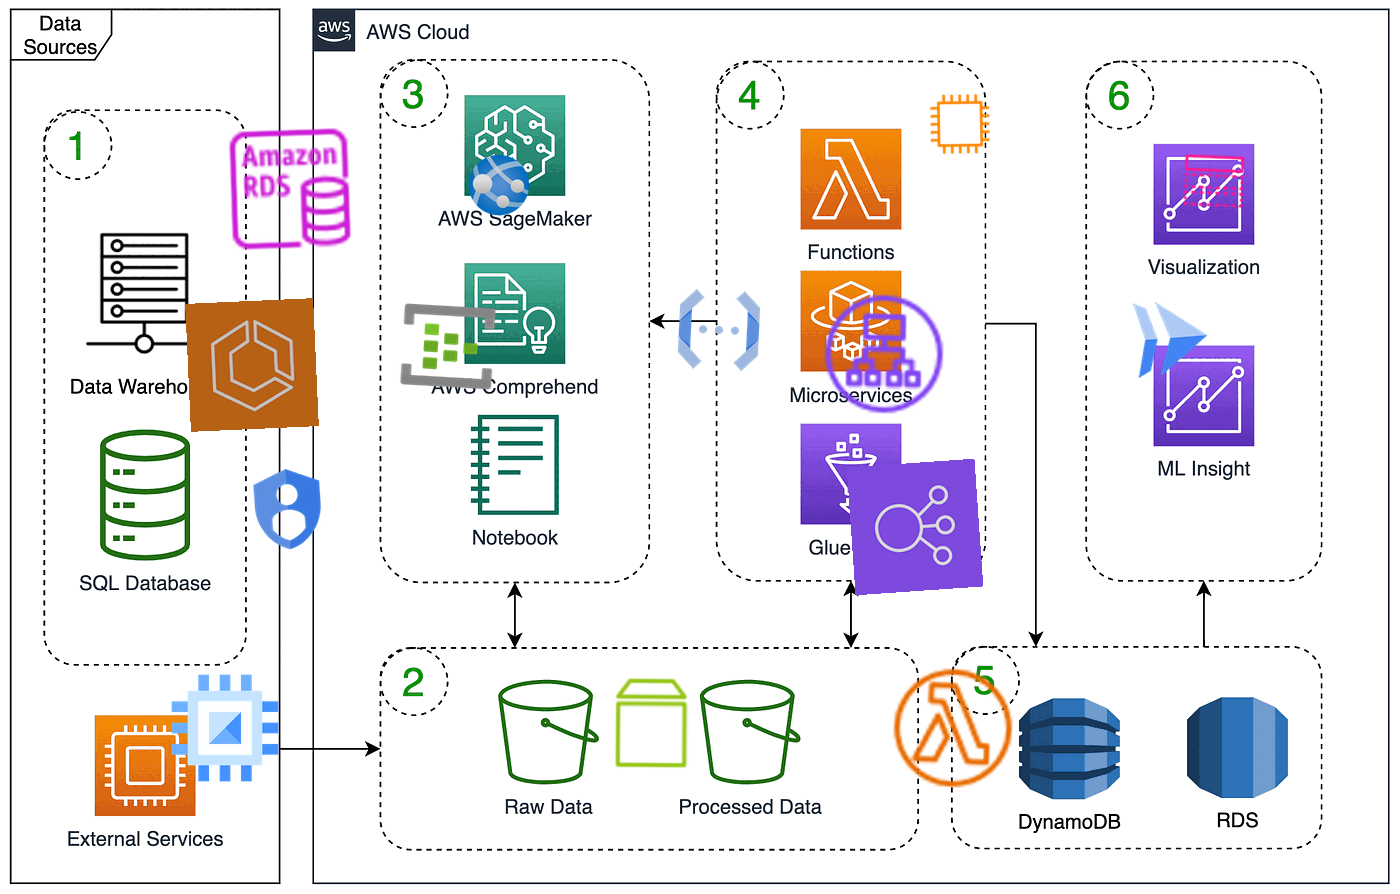 Data
Sources
aws
AWS Cloud
1
Amazon
RDS
Data Wareho
SQL Database
External Services
3
AWS SageMaker
AWS Comprehend
Notebook
4
Functions
Microservices
Glue
6
Visualization
ML Insight
2
Raw Data
Processed Data
5
DynamoDB
RDS